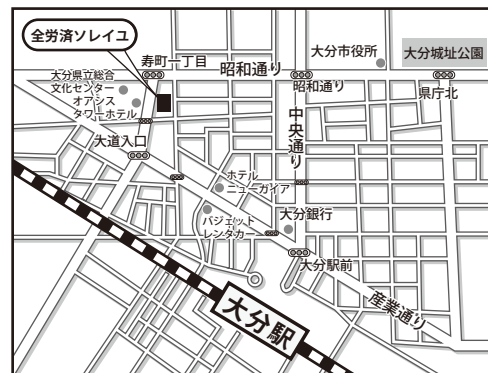 全労済ソレイユ
寿町一丁目
昭和通り
大分市役所
大分城址公園
大分県立総合
文化センター
オアシス
タワーホテル
昭和通り
県庁北
中央通り
大道入口
ホテル
ニューガイア
バジェット
レンタカー
大分銀行
大分駅前
産業通り
大分駅